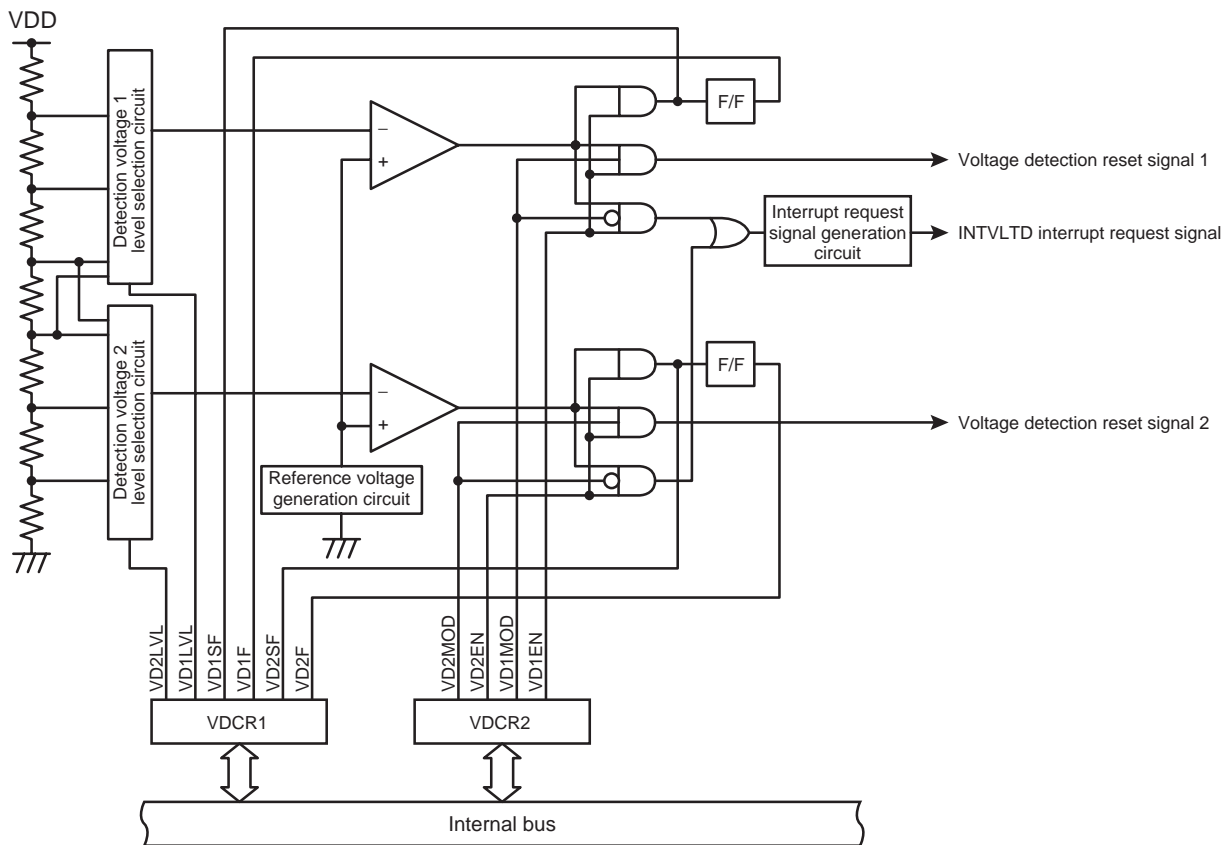 VDD
Detection voltage 1
level selection circuit
Detection voltage 2
level selection circuit
−
+
−
+
Reference voltage
generation circuit
F/F
Voltage detection reset signal 1
Interrupt request
signal generation
circuit
INTVLTD interrupt request signal
F/F
Voltage detection reset signal 2
VD2LVL
VD1LVL
VD1SF
VD1F
VD2SF
VD2F
VD2MOD
VD2EN
VD1MOD
VD1EN
VDCR1
VDCR2
Internal bus